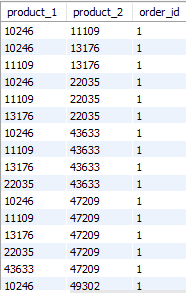 product_1 product_2 order_id
10246 11109 1
10246 13176 1
11109 13176 1
10246 22035 1
11109 22035 1
13176 22035 1
10246 43633 1
11109 43633 1
13176 43633 1
22035 43633 1
10246 47209 1
11109 47209 1
13176 47209 1
22035 47209 1
43633 47209 1
10246 49302 1